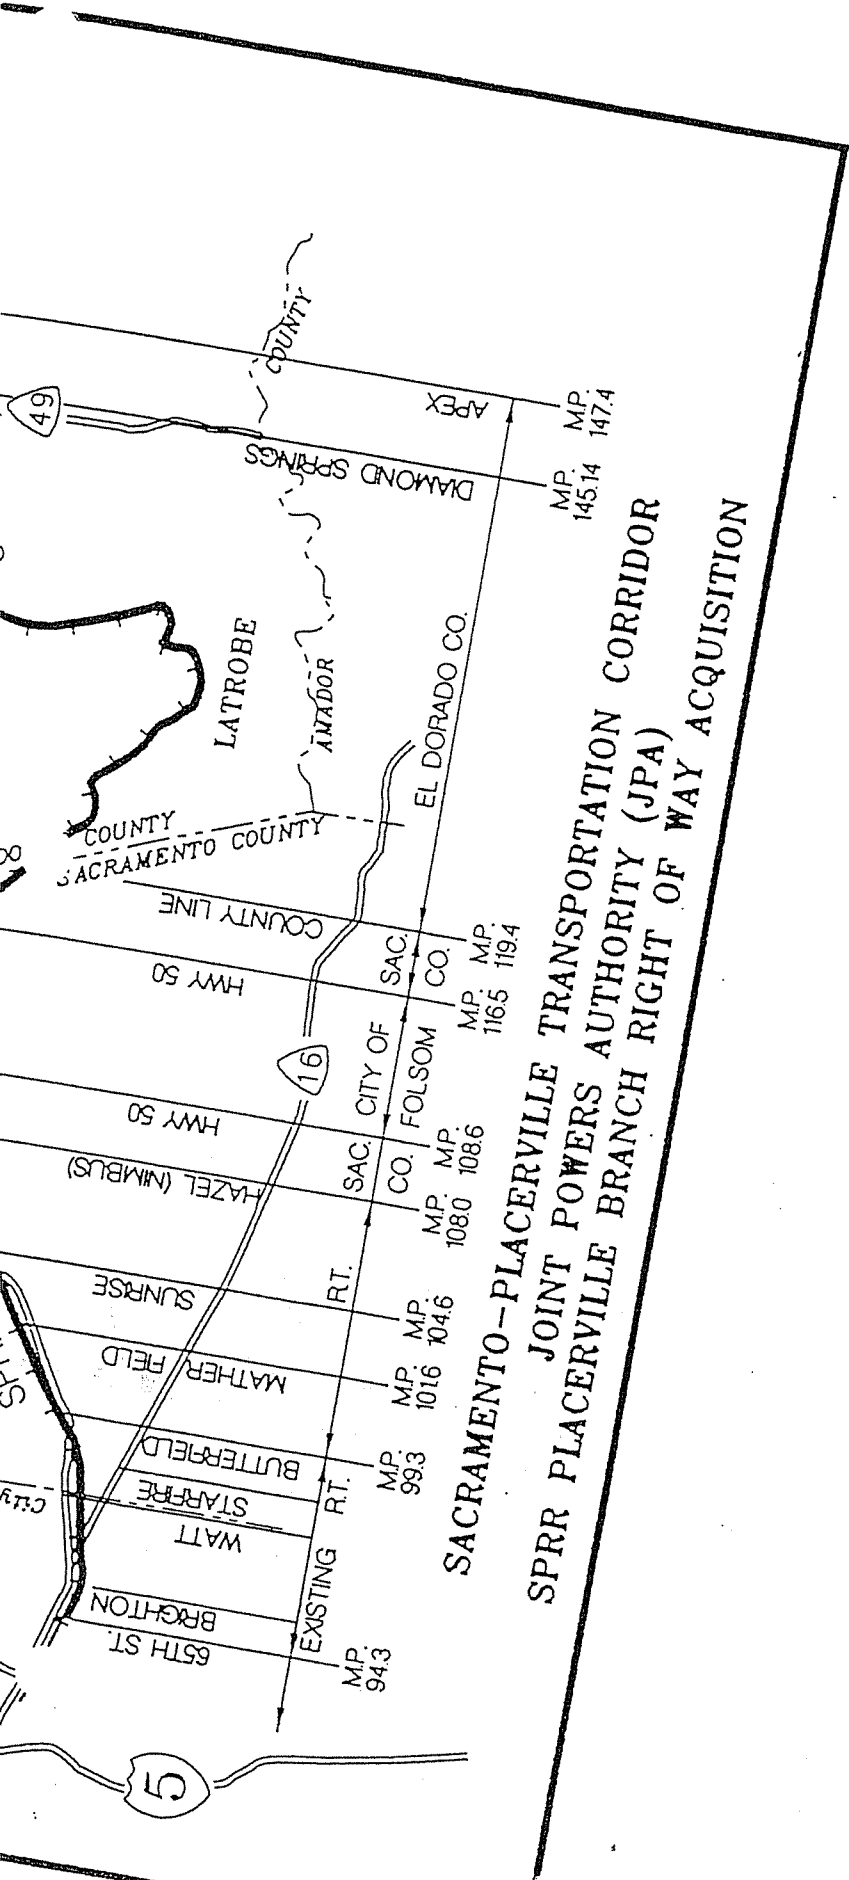 SACRAMENTO-PLACERVILLE TRANSPORTATION CORRIDOR
JOINT POWERS AUTHORITY (JPA)
SPRR PLACERVILLE BRANCH RIGHT OF WAY ACQUISITION
5
16
49
City
LATROBE
COUNTY
SACRAMENTO COUNTY
AMADOR
COUNTY
65TH ST.
BRIGHTON
WATT
STARFIRE
BUTTERFIELD
MATHER FIELD
SUNRISE
HAZEL (NIMBUS)
HWY 50
HWY 50
COUNTY LINE
DIAMOND SPRINGS
APEX
EXISTING R.T.
R.T.
SAC.
CO.
CITY OF
FOLSOM
SAC.
CO.
EL DORADO CO.
M.P.
94.3
M.P.
99.3
M.P.
101.6
M.P.
104.6
M.P.
108.0
M.P.
108.6
M.P.
116.5
M.P.
119.4
M.P.
145.14
M.P.
147.4